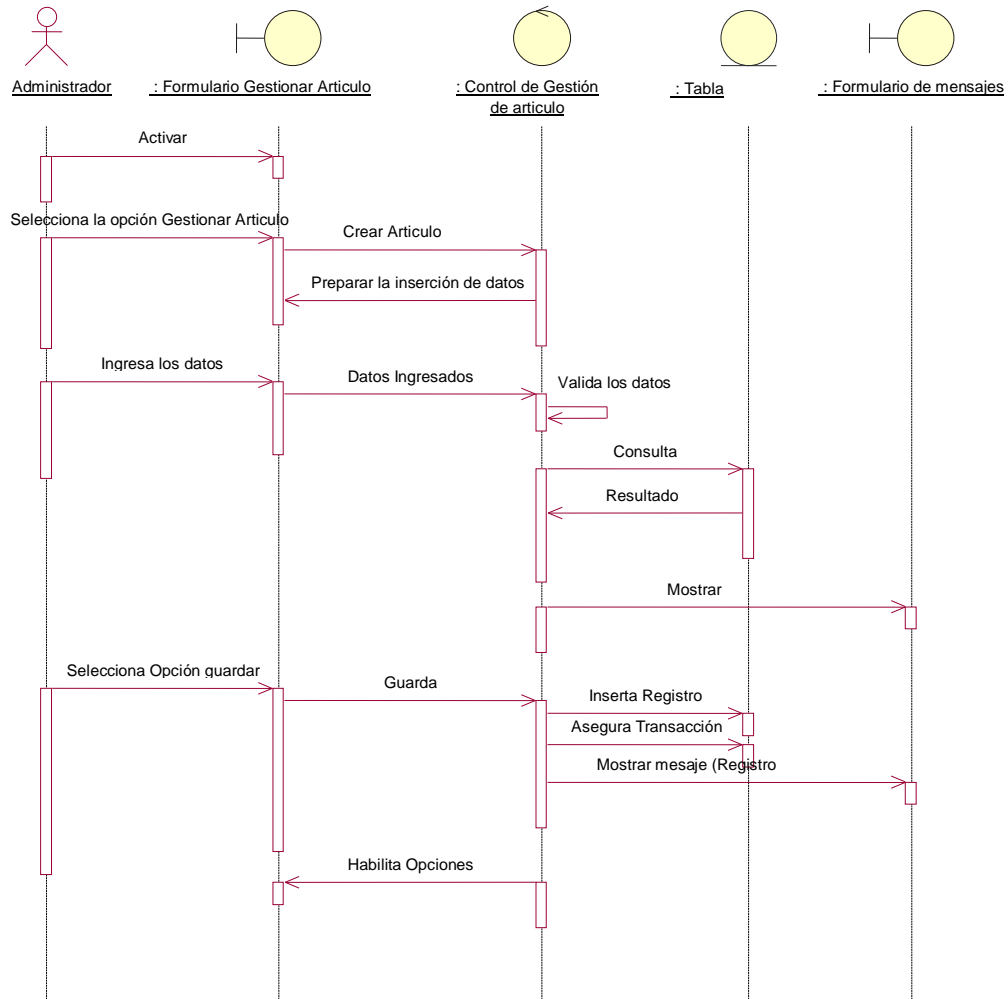 Administrador
: Formulario Gestionar Articulo
: Control de Gestión
de articulo
: Tabla
: Formulario de mensajes
Activar
Selecciona la opción Gestionar Articulo
Crear Articulo
Preparar la inserción de datos
Ingresa los datos
Datos Ingresados
Valida los datos
Consulta
Resultado
Mostrar
Selecciona Opción guardar
Guarda
Inserta Registro
Asegura Transacción
Mostrar mesaje (Registro
Habilita Opciones